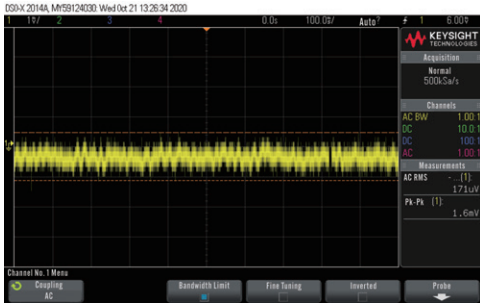 DSO-X 2014A, MY59124030: Wed Oct 21 13:26:34 2020
1 1▽/ 2 3 4 0.0s 100.0▽/ Auto? 1 6.00▽
KEYSIGHT
TECHNOLOGIES
Acquisition
Normal
500kSa/s
Channels
AC BW 1.00:1
DC 10.0:1
DC 100:1
AC 1.00:1
Measurements
AC RMS - ...(1):
171uV
Pk-Pk (1):
1.6mV
Channel No. 1 Menu
Coupling
AC
Bandwidth Limit
Fine Tuning
Inverted
Probe